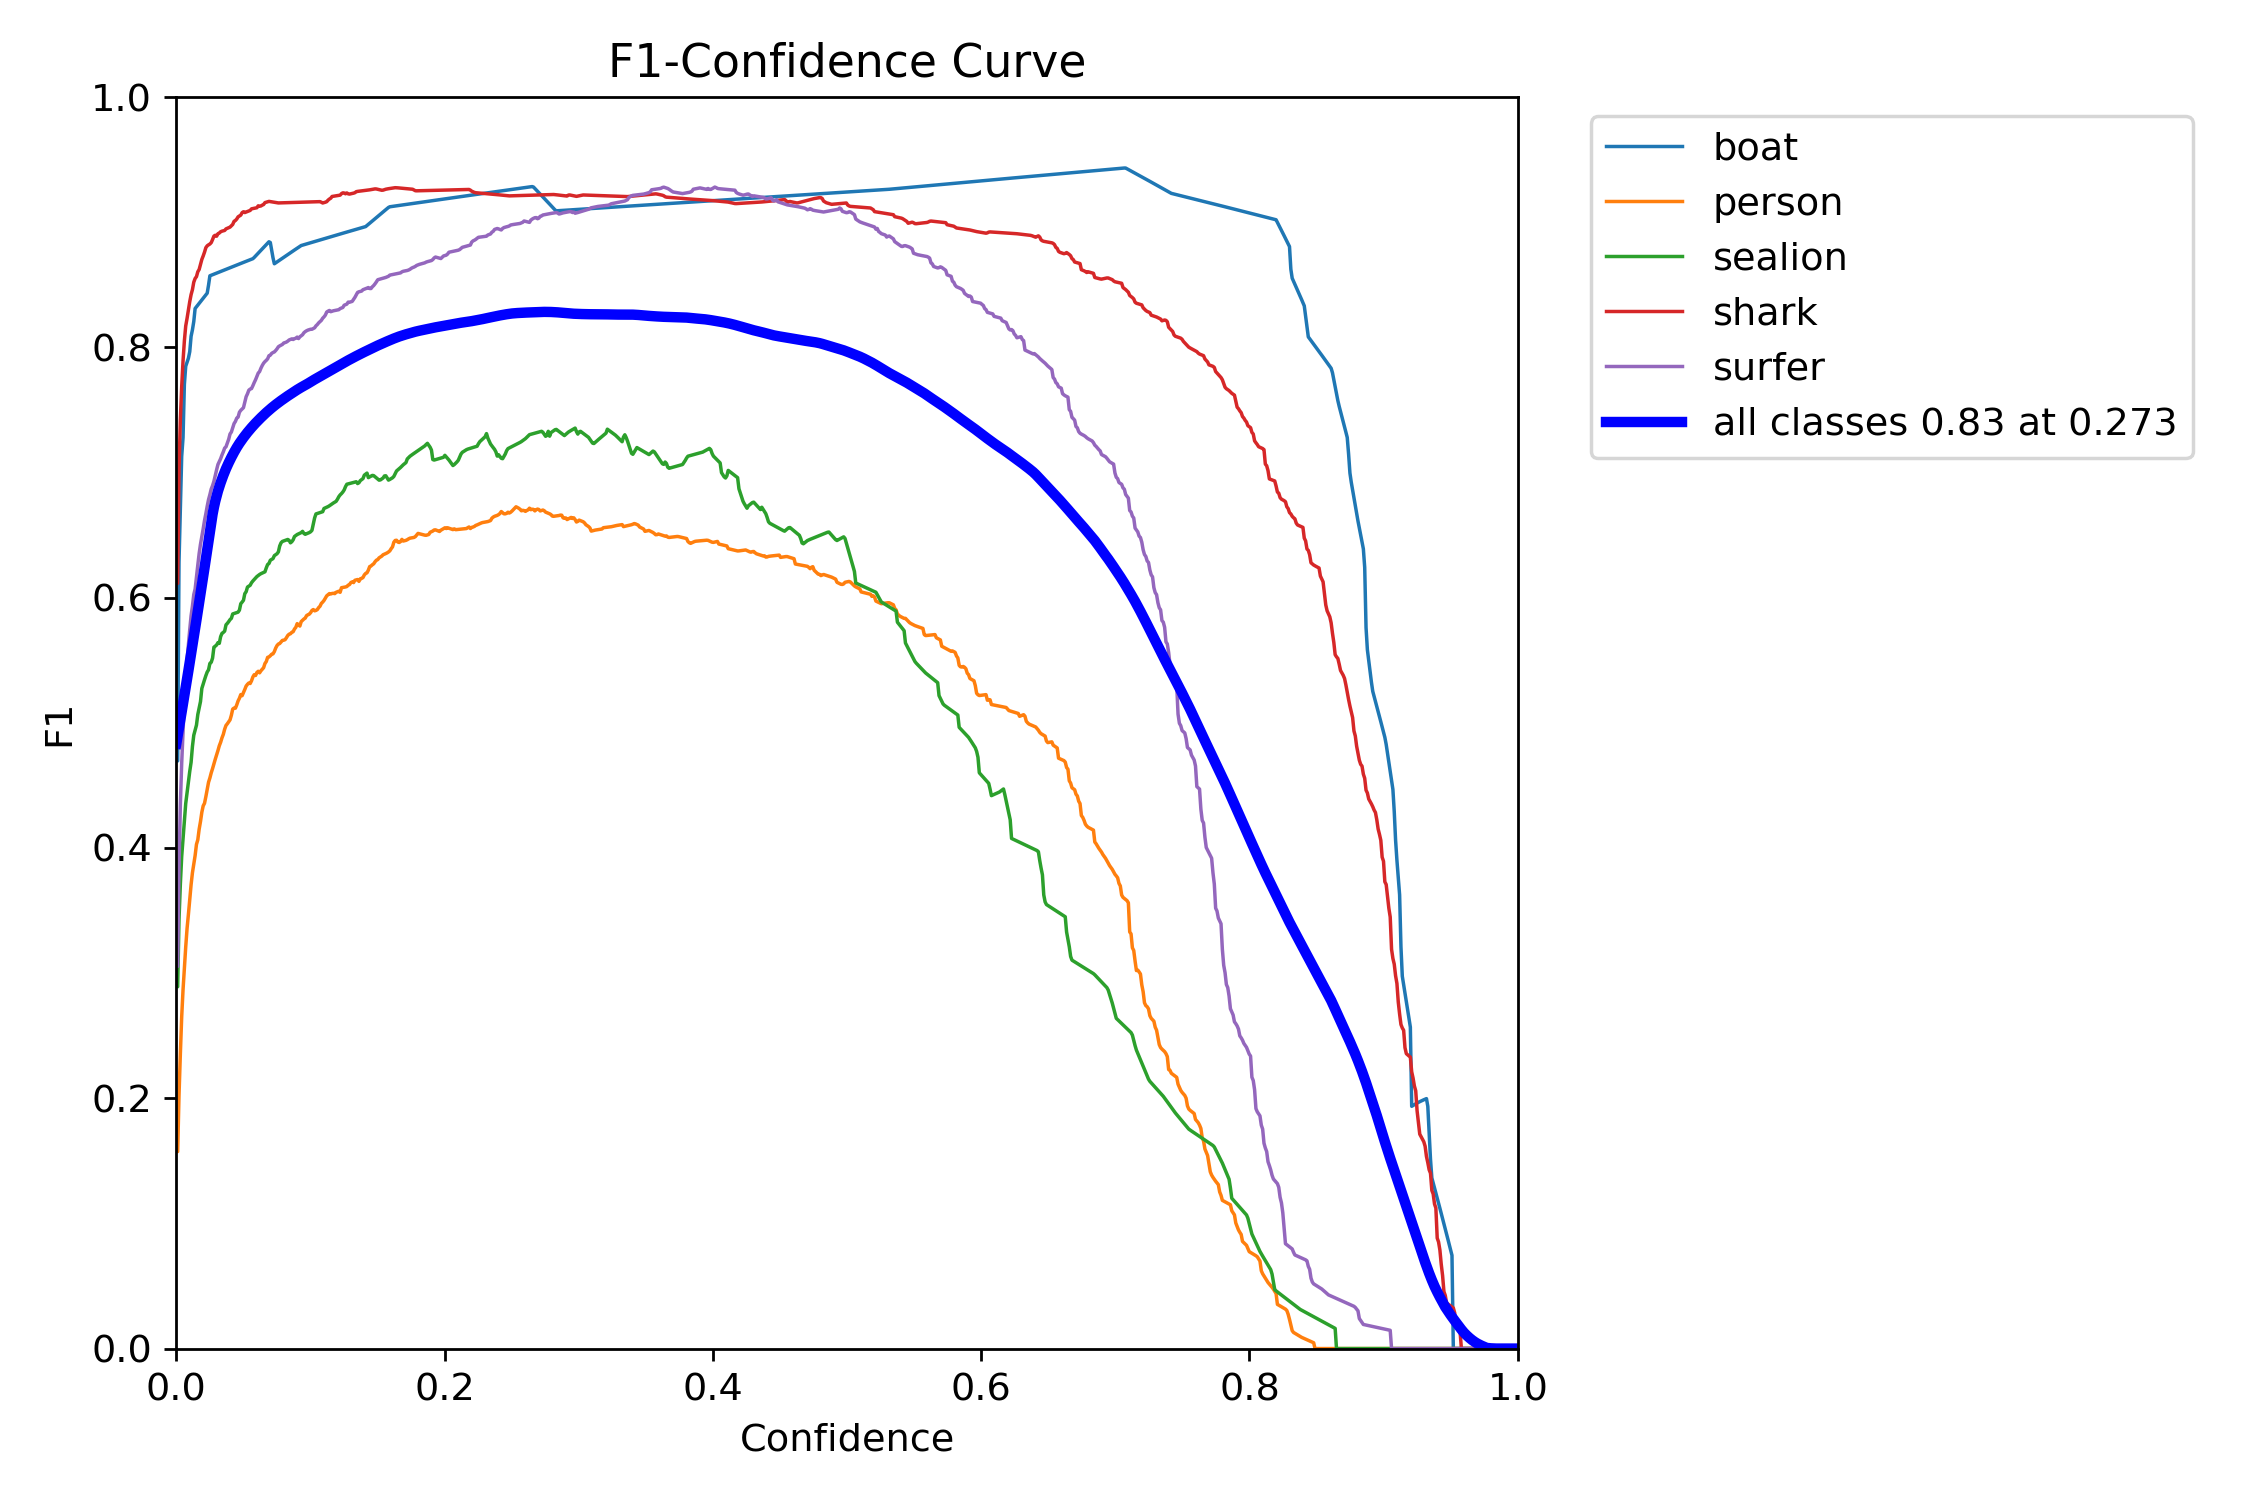 F1-Confidence Curve
1.0
0.8
0.6
0.4
0.2
0.0
F1
0.0 0.2 0.4 0.6 0.8 1.0
Confidence
boat
person
sealion
shark
surfer
all classes 0.83 at 0.273